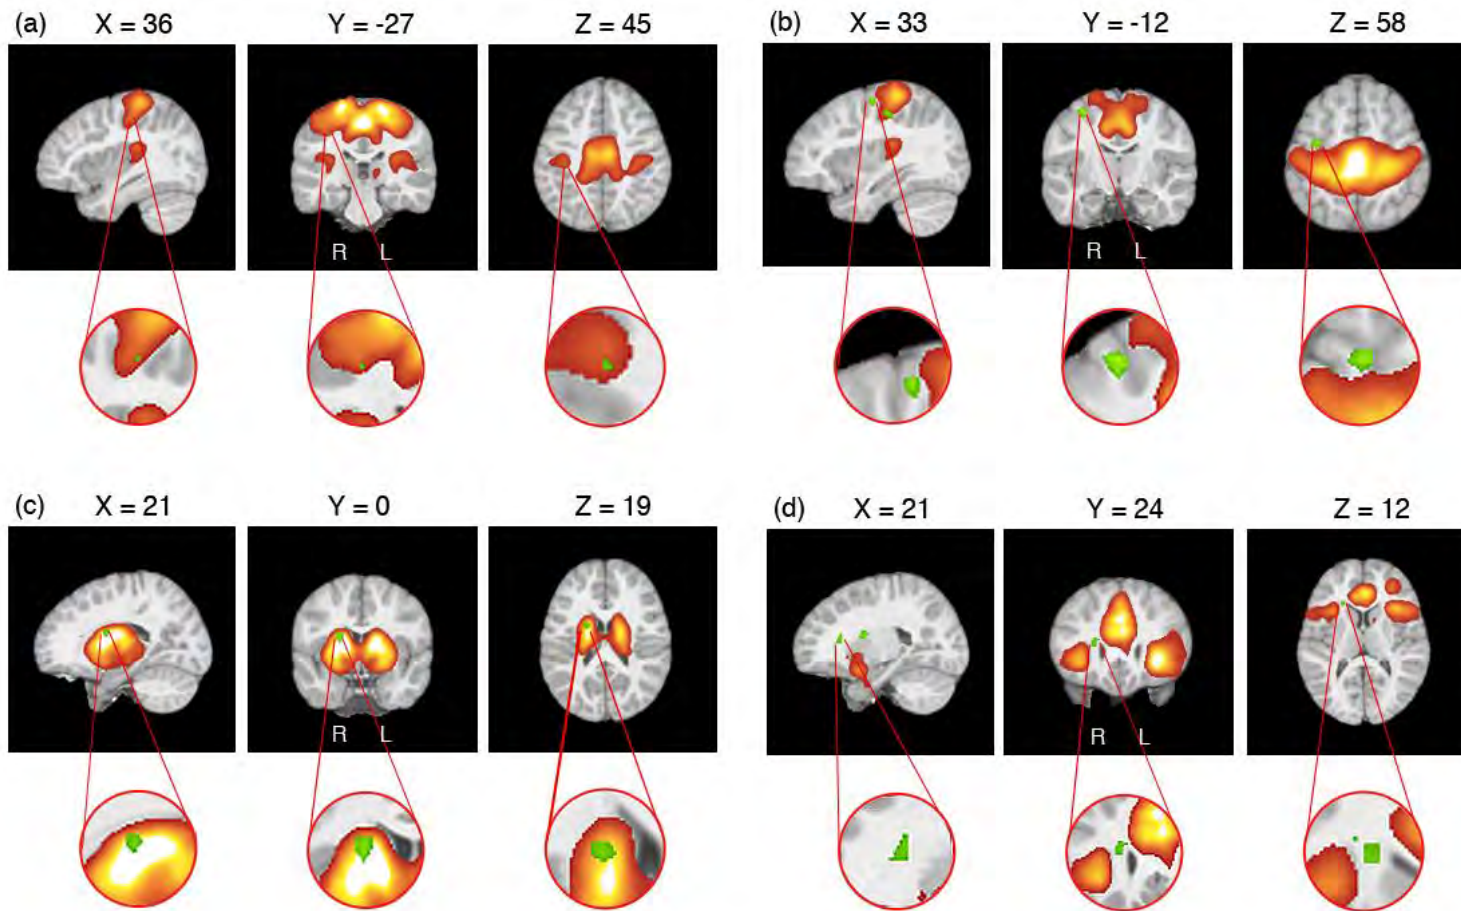 (a) X = 36 Y = -27 Z = 45
(b) X = 33 Y = -12 Z = 58
R L
R L
(c) X = 21 Y = 0 Z = 19
(d) X = 21 Y = 24 Z = 12
R L
R L